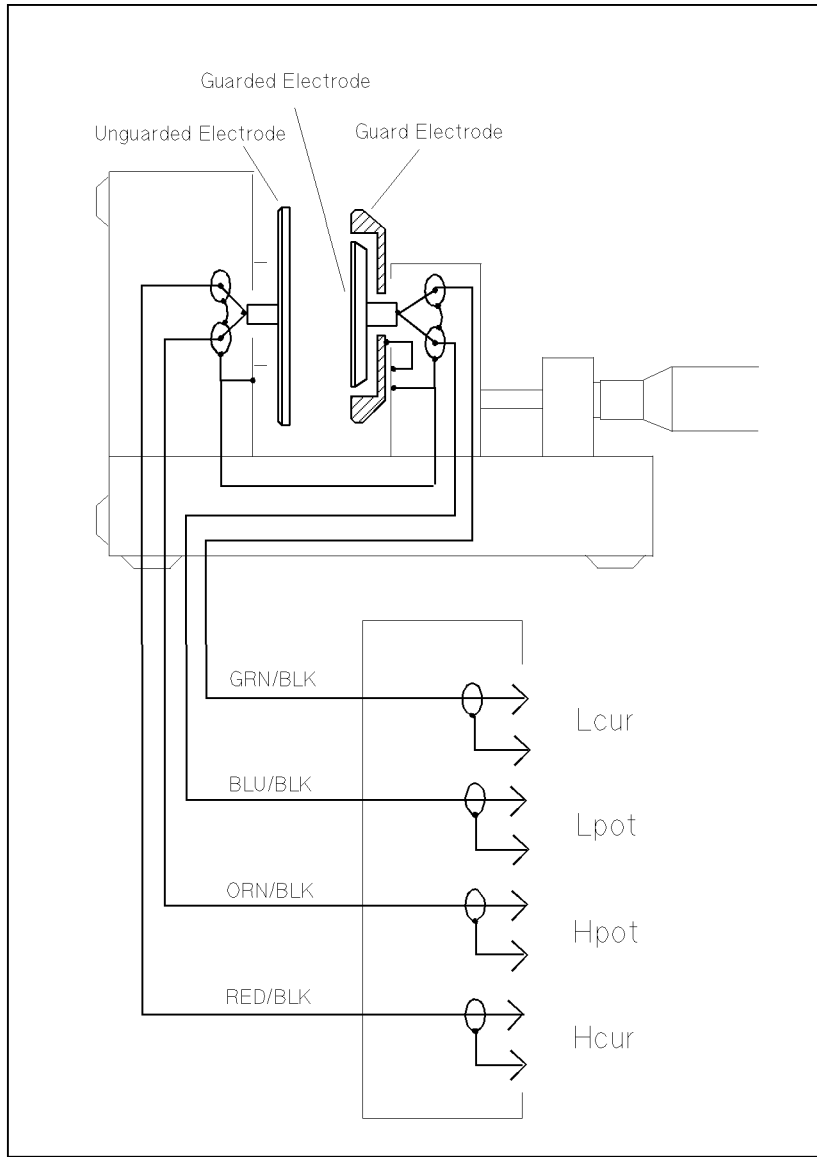 Guarded Electrode
Unguarded Electrode
Guard Electrode
GRN/BLK
Lcur
BLU/BLK
Lpot
ORN/BLK
Hpot
RED/BLK
Hcur